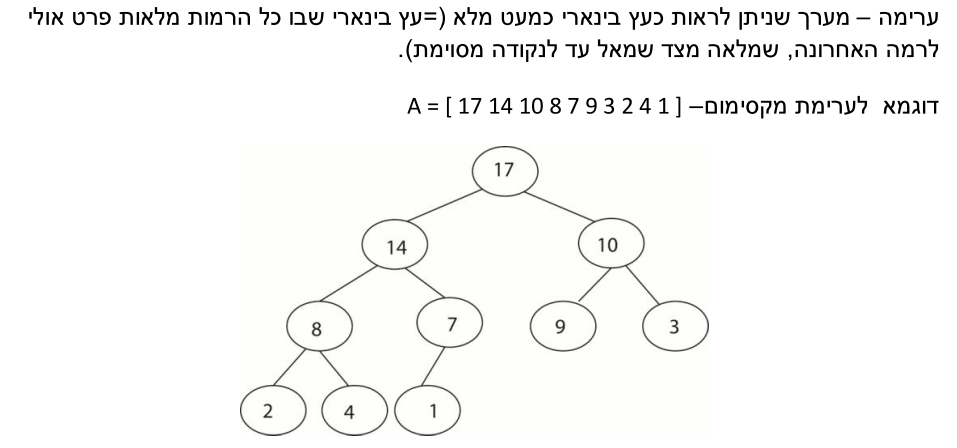 ערימה – מערך שניתן לראות כעץ בינארי כמעט מלא (=עץ בינארי שבו כל הרמות מלאות פרט אולי
לרמה האחרונה, שמלאה מצד שמאל עד לנקודה מסוימת).
דוגמא לערימת מקסימום– A = [ 17 14 10 8 7 9 3 2 4 1 ]
17
14 10
8 7 9 3
2 4 1